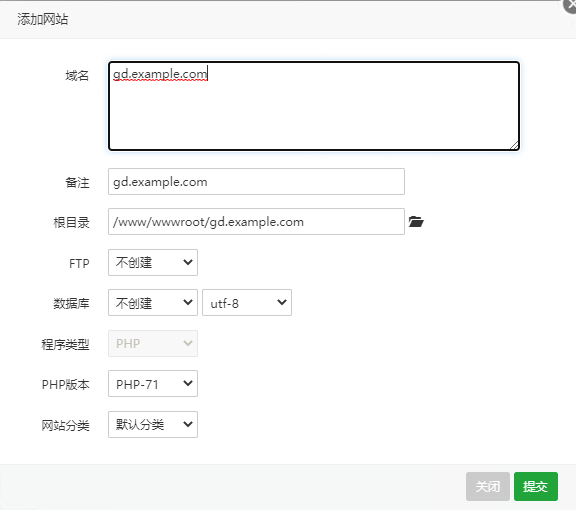 添加网站
域名 gd.example.com
备注 gd.example.com
根目录 /www/wwwroot/gd.example.com
FTP 不创建
数据库 不创建 utf-8
程序类型 PHP
PHP版本 PHP-71
网站分类 默认分类
关闭 提交